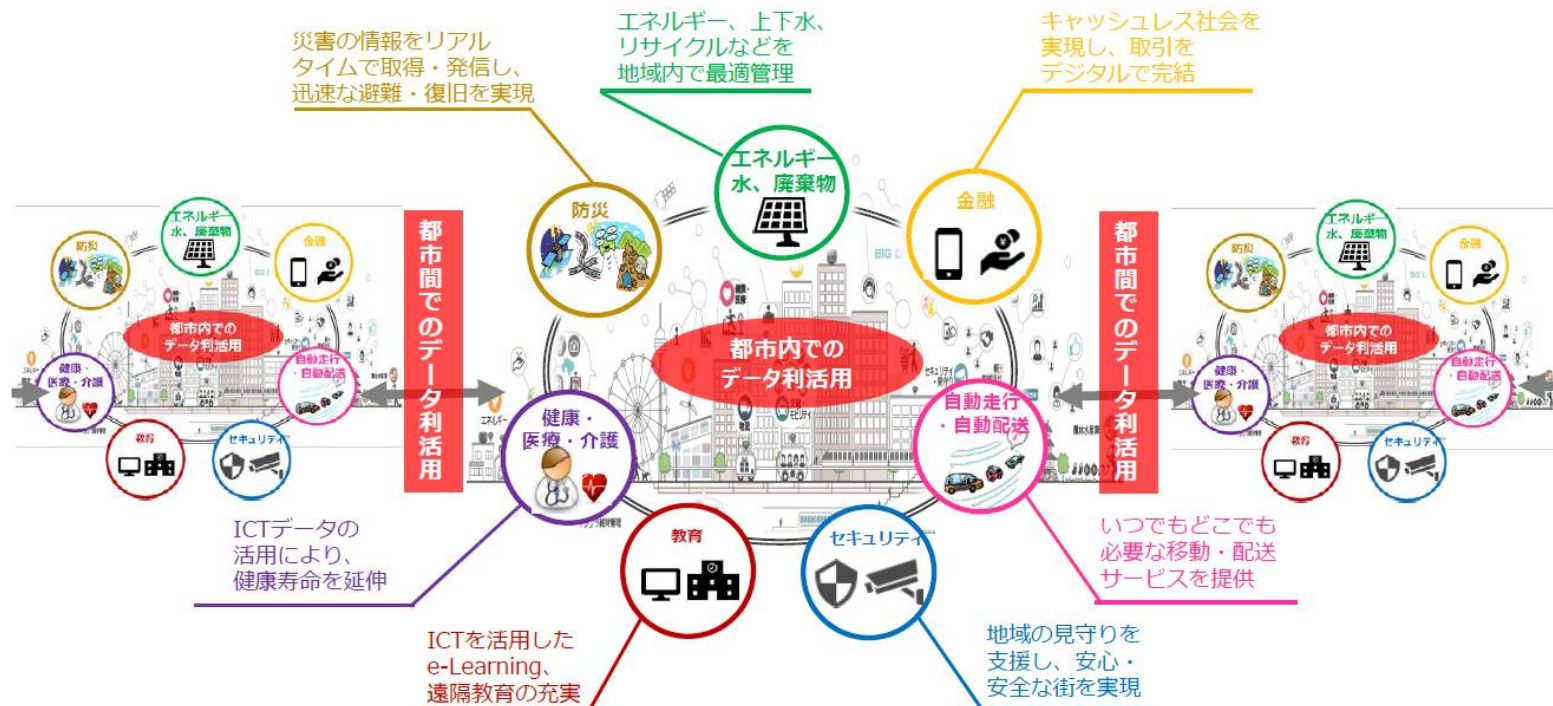 災害の情報をリアル
タイムで取得・発信し、
迅速な避難・復旧を実現
エネルギー、上下水、
リサイクルなどを
地域内で最適管理
キャッシュレス社会を
実現し、取引を
デジタルで完結
エネルギー
水、廃棄物
防災
金融
都市内での
データ利活用
健康・
医療・介護
自動走行
・自動配送
教育
セキュリティ
都市間でのデータ利活用
エネルギー
水、廃棄物
防災
金融
BIG
都市内での
データ利活用
エネルギー
モビリティ
健康・
医療・介護
自動走行
・自動配送
教育
セキュリティ
都市間でのデータ利活用
エネルギー
水、廃棄物
防災
金融
都市内での
データ利活用
健康・
医療・介護
自動走行
・自動配送
教育
セキュリティ
ICTデータの
活用により、
健康寿命を延伸
ICTを活用した
e-Learning、
遠隔教育の充実
地域の見守りを
支援し、安心・
安全な街を実現
いつでもどこでも
必要な移動・配送
サービスを提供